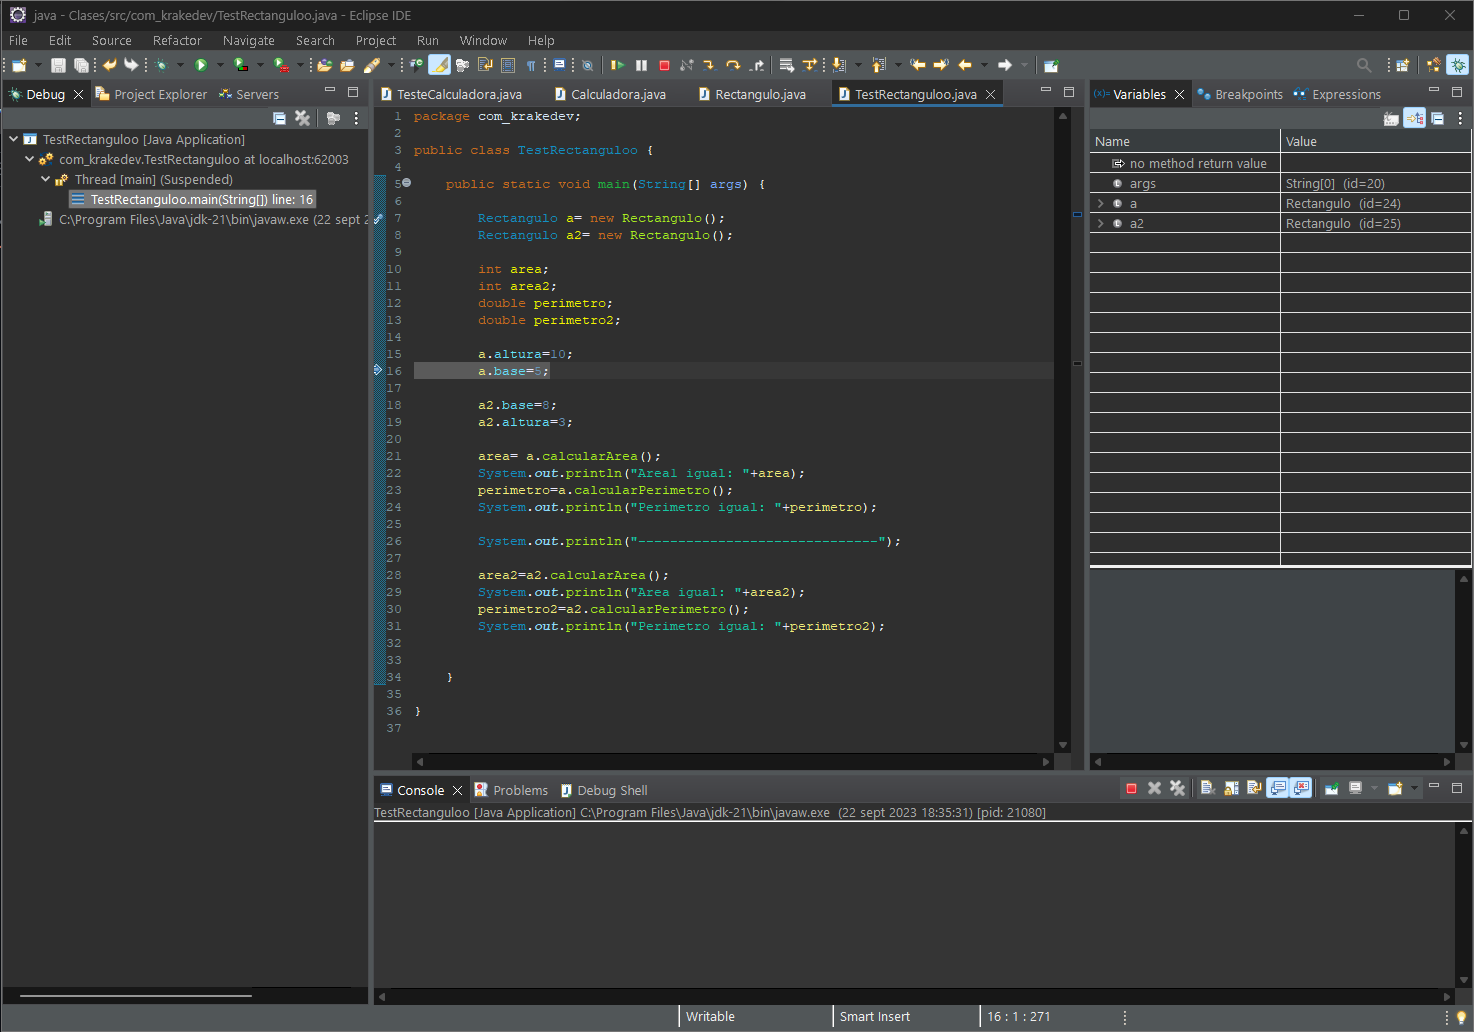 java - Clases/src/com_krakedev/TestRectanguloo.java - Eclipse IDE
File Edit Source Refactor Navigate Search Project Run Window Help
Debug Project Explorer Servers
TestRectanguloo [Java Application]
com_krakedev.TestRectanguloo at localhost:62003
Thread [main] (Suspended)
TestRectanguloo.main(String[]) line: 16
C:\Program Files\Java\jdk-21\bin\javaw.exe (22 sept 2
TesteCalculadora.java Calculadora.java Rectangulo.java TestRectanguloo.java
1 package com_krakedev;
2
3 public class TestRectanguloo {
4
5 public static void main(String[] args) {
6
7 Rectangulo a= new Rectangulo();
8 Rectangulo a2= new Rectangulo();
9
10 int area;
11 int area2;
12 double perimetro;
13 double perimetro2;
14
15 a.altura=10;
16 a.base=5;
17
18 a2.base=8;
19 a2.altura=3;
20
21 area= a.calcularArea();
22 System.out.println("Areal igual: "+area);
23 perimetro=a.calcularPerimetro();
24 System.out.println("Perimetro igual: "+perimetro);
25
26 System.out.println("------------------------------");
27
28 area2=a2.calcularArea();
29 System.out.println("Area igual: "+area2);
30 perimetro2=a2.calcularPerimetro();
31 System.out.println("Perimetro igual: "+perimetro2);
32
33
34 }
35
36 }
37
Variables Breakpoints Expressions
Name Value
no method return value
args String[0] (id=20)
a Rectangulo (id=24)
a2 Rectangulo (id=25)
Console Problems Debug Shell
TestRectanguloo [Java Application] C:\Program Files\Java\jdk-21\bin\javaw.exe (22 sept 2023 18:35:31) [pid: 21080]
Writable Smart Insert 16 : 1 : 271